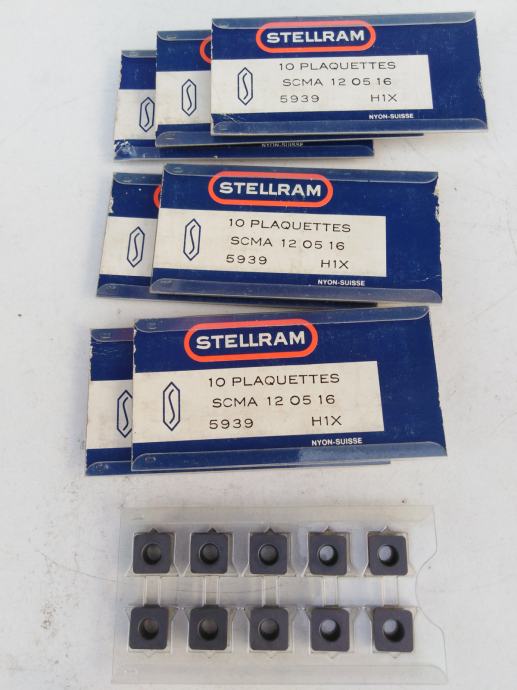 STELLRAM
10 PLAQUETTES
SCMA 12 05 16
5939 H1X
NYON-SUISSE
STELLRAM
10 PLAQUETTES
SCMA 12 05 16
5939 H1X
NYON-SUISSE
STELLRAM
10 PLAQUETTES
SCMA 12 05 16
5939 H1X
NYON-SUISSE